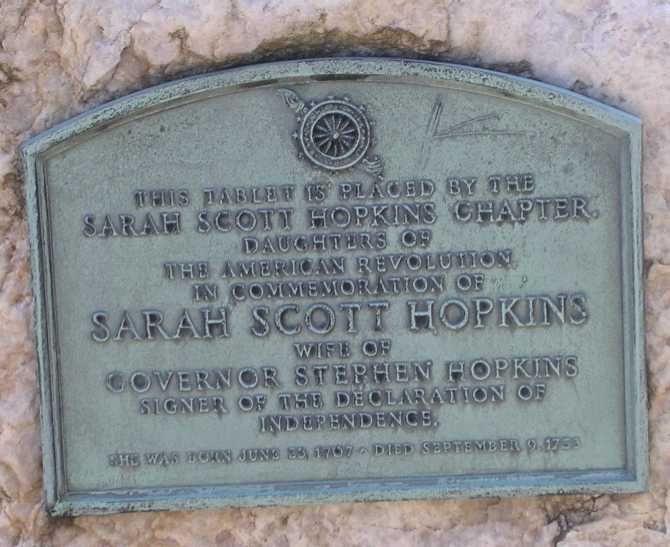 THIS TABLET IS PLACED BY THE
SARAH SCOTT HOPKINS CHAPTER,
DAUGHTERS OF
THE AMERICAN REVOLUTION
IN COMMEMORATION OF
SARAH SCOTT HOPKINS
WIFE OF
GOVERNOR STEPHEN HOPKINS
SIGNER OF THE DECLARATION OF
INDEPENDENCE.
SHE WAS BORN JUNE 25, 1707 - DIED SEPTEMBER 9, 1753